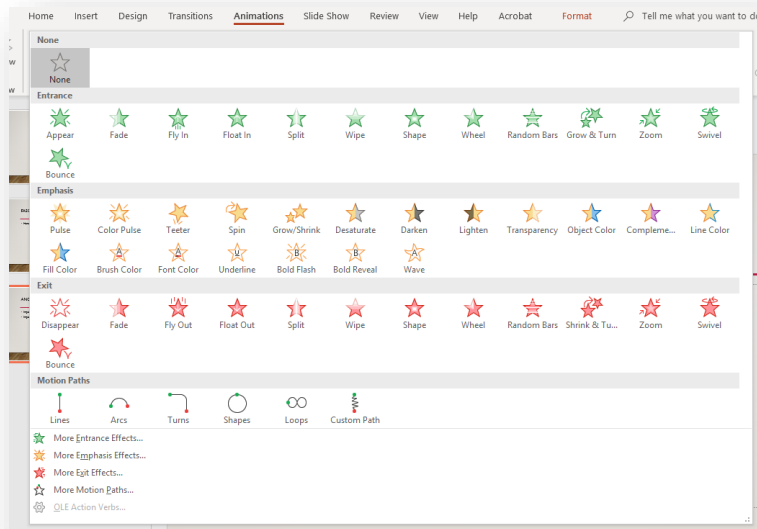 Home Insert Design Transitions Animations Slide Show Review View Help Acrobat Format Tell me what you want to do
None
None
Entrance
Appear Fade Fly In Float In Split Wipe Shape Wheel Random Bars Grow & Turn Zoom Swivel
Bounce
Emphasis
Pulse Color Pulse Teeter Spin Grow/Shrink Desaturate Darken Lighten Transparency Object Color Compleme... Line Color
Fill Color Brush Color Font Color Underline Bold Flash Bold Reveal Wave
Exit
Disappear Fade Fly Out Float Out Split Wipe Shape Wheel Random Bars Shrink & Tu... Zoom Swivel
Bounce
Motion Paths
Lines Arcs Turns Shapes Loops Custom Path
More Entrance Effects...
More Emphasis Effects...
More Exit Effects...
More Motion Paths...
OLE Action Verbs...